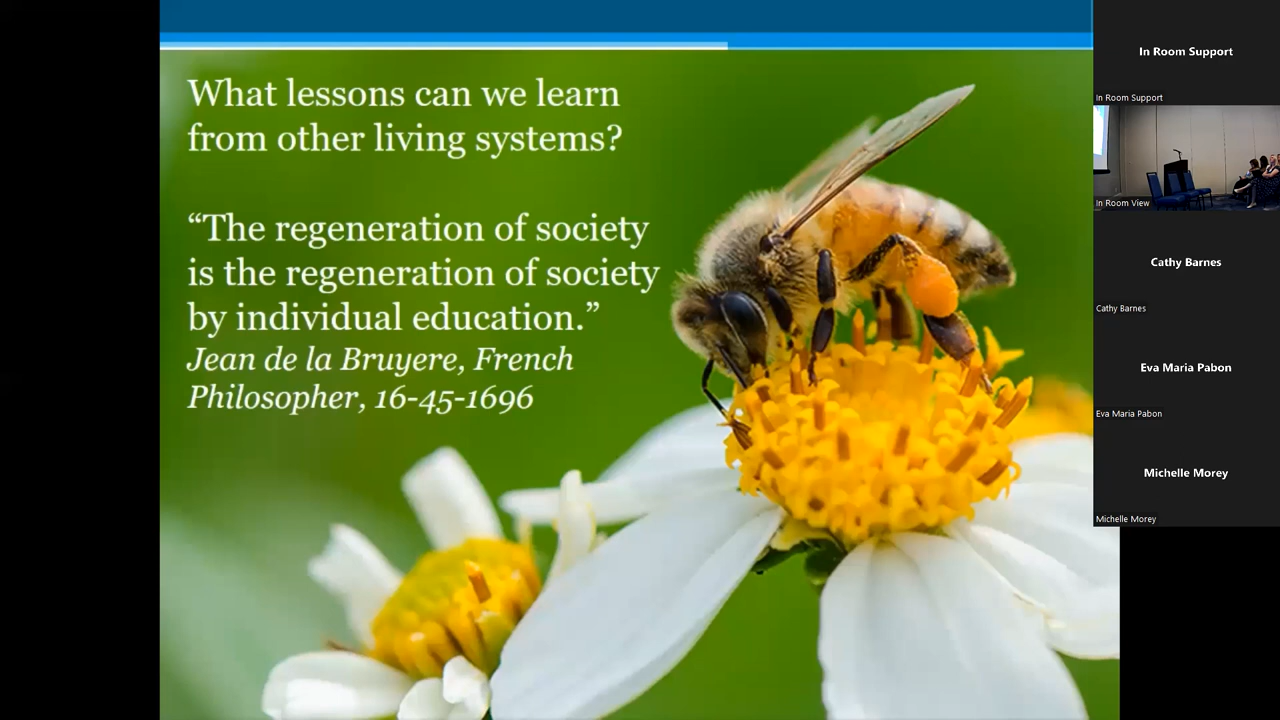 What lessons can we learn
from other living systems?
“The regeneration of society
is the regeneration of society
by individual education.”
Jean de la Bruyere, French
Philosopher, 16-45-1696
In Room Support
In Room Support
In Room View
Cathy Barnes
Cathy Barnes
Eva Maria Pabon
Eva Maria Pabon
Michelle Morey
Michelle Morey